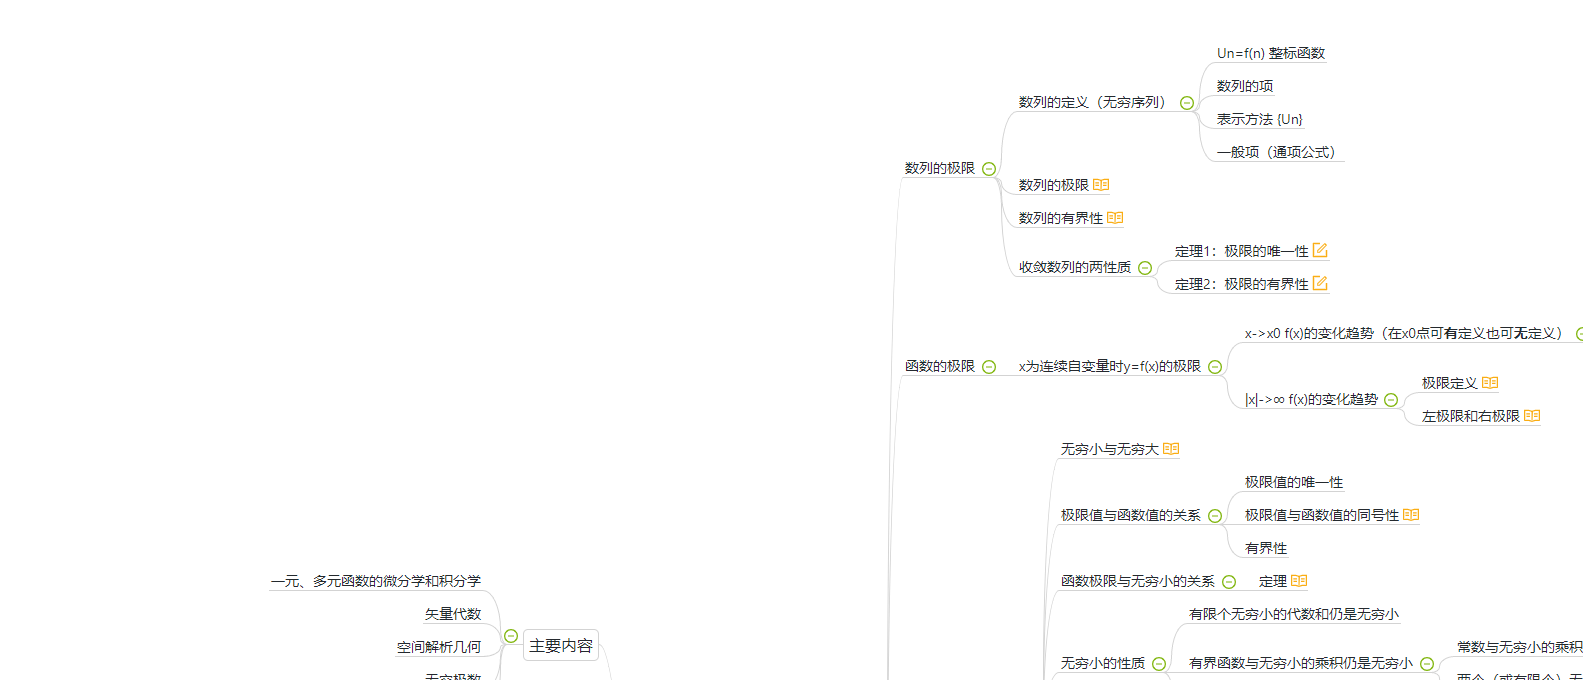 Un=f(n) 整标函数
数列的项
数列的定义（无穷序列）
表示方法 {Un}
一般项（通项公式）
数列的极限
数列的极限
数列的有界性
定理1：极限的唯一性
收敛数列的两性质
定理2：极限的有界性
x->x0 f(x)的变化趋势（在x0点可有定义也可无定义）
函数的极限
x为连续自变量时y=f(x)的极限
极限定义
|x|->∞ f(x)的变化趋势
左极限和右极限
无穷小与无穷大
极限值的唯一性
极限值与函数值的关系
极限值与函数值的同号性
有界性
一元、多元函数的微分学和积分学
函数极限与无穷小的关系
定理
矢量代数
有限个无穷小的代数和仍是无穷小
空间解析几何
主要内容
常数与无穷小的乘积
无穷小的性质
有界函数与无穷小的乘积仍是无穷小
无穷级数
两个（或有限个）无